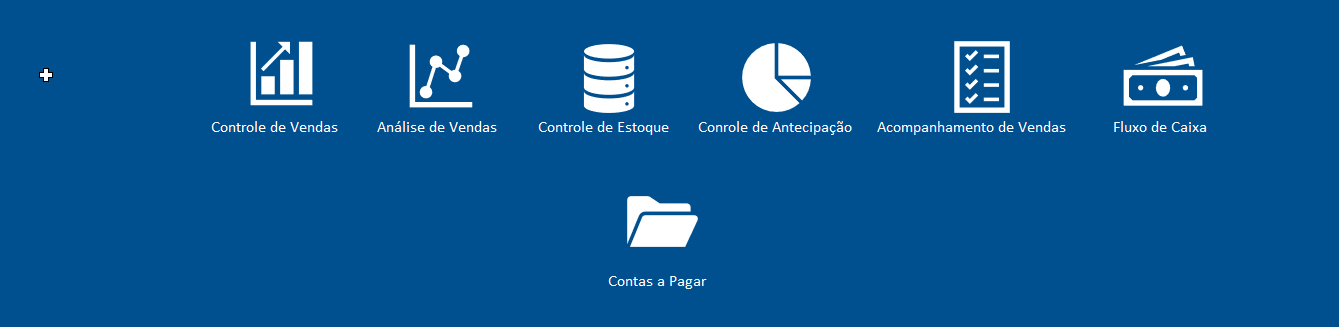 Controle de Vendas
Análise de Vendas
Controle de Estoque
Conrole de Antecipação
Acompanhamento de Vendas
Fluxo de Caixa
Contas a Pagar